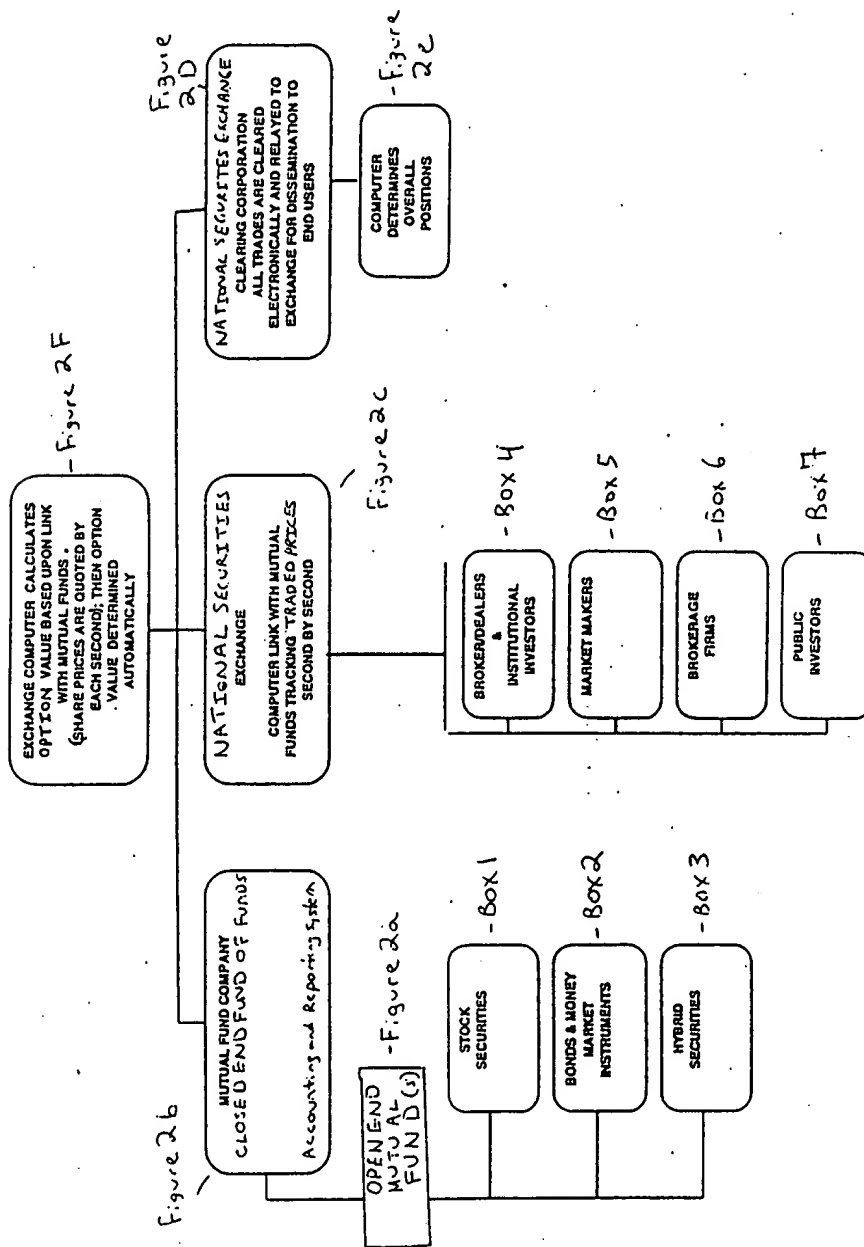 EXCHANGE COMPUTER CALCULATES
OPTION VALUE BASED UPON LINK
WITH MUTUAL FUNDS .
(SHARE PRICES ARE QUOTED BY
EACH SECOND); THEN OPTION
. VALUE DETERMINED
AUTOMATICALLY
- Figure 2F
Figure 2b
MUTUAL FUND COMPANY
CLOSED END FUND OF FUNDS
Accounting and Reporting System
NATIONAL SECURITIES
EXCHANGE
COMPUTER LINK WITH MUTUAL
FUNDS TRACKING TRADED PRICES
SECOND BY SECOND
Figure 2c
Figure
2D
NATIONAL SECURITES EXCHANGE
CLEARING CORPORATION
ALL TRADES ARE CLEARED
ELECTRONICALLY AND RELAYED TO
EXCHANGE FOR DISSEMINATION TO
END USERS
COMPUTER
DETERMINES
OVERALL
POSITIONS
- Figure
2e
OPEN END
MUTUAL
FUND(s)
- Figure 2a
STOCK
SECURITIES
- Box 1
BONDS & MONEY
MARKET
INSTRUMENTS
- Box 2
HYBRID
SECURITIES
- Box 3
BROKER/DEALERS
&
INSTITUTIONAL
INVESTORS
- Box 4
MARKET MAKERS
- Box 5
BROKERAGE
FIRMS
- Box 6
PUBLIC
INVESTORS
- Box 7